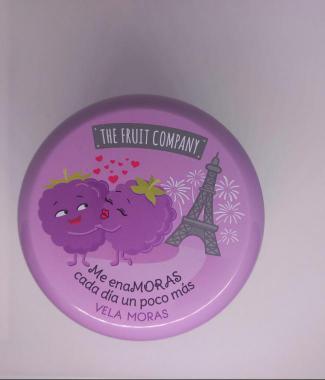 THE FRUIT COMPANY
Me enaMORAS
cada día un poco más
VELA MORAS